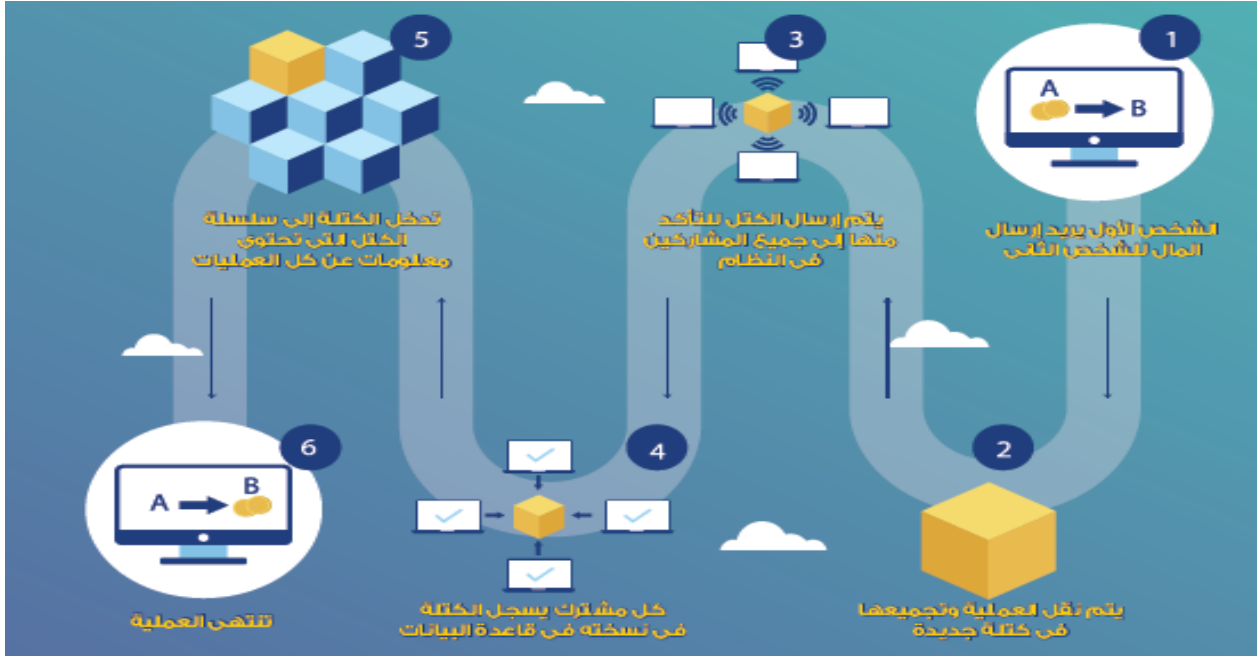 1
A
B
الشخص الأول يريد إرسال
المال للشخص الثاني
2
يتم نقل العملية وتجميعها
في كتلة جديدة
3
يتم إرسال الكتل للتأكد
منها إلى جميع المشاركين
في النظام
4
كل مشترك يسجل الكتلة
في نسخته في قاعدة البيانات
5
تدخل الكتلة إلى سلسلة
الكتل التي تحتوي
معلومات عن كل العمليات
6
A
B
تنتهي العملية